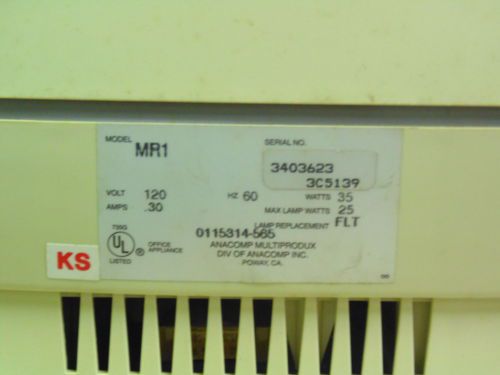 MODEL MR1 SERIAL NO.
3403623
3C5139
VOLT 120 HZ 60 WATTS 35
AMPS .30 MAX LAMP WATTS 25
LAMP REPLACEMENT FLT
0115314-565
735G
UL ® OFFICE APPLIANCE
LISTED
ANACOMP MULTIPRODUX
DIV OF ANACOMP INC.
POWAY, CA.
KS